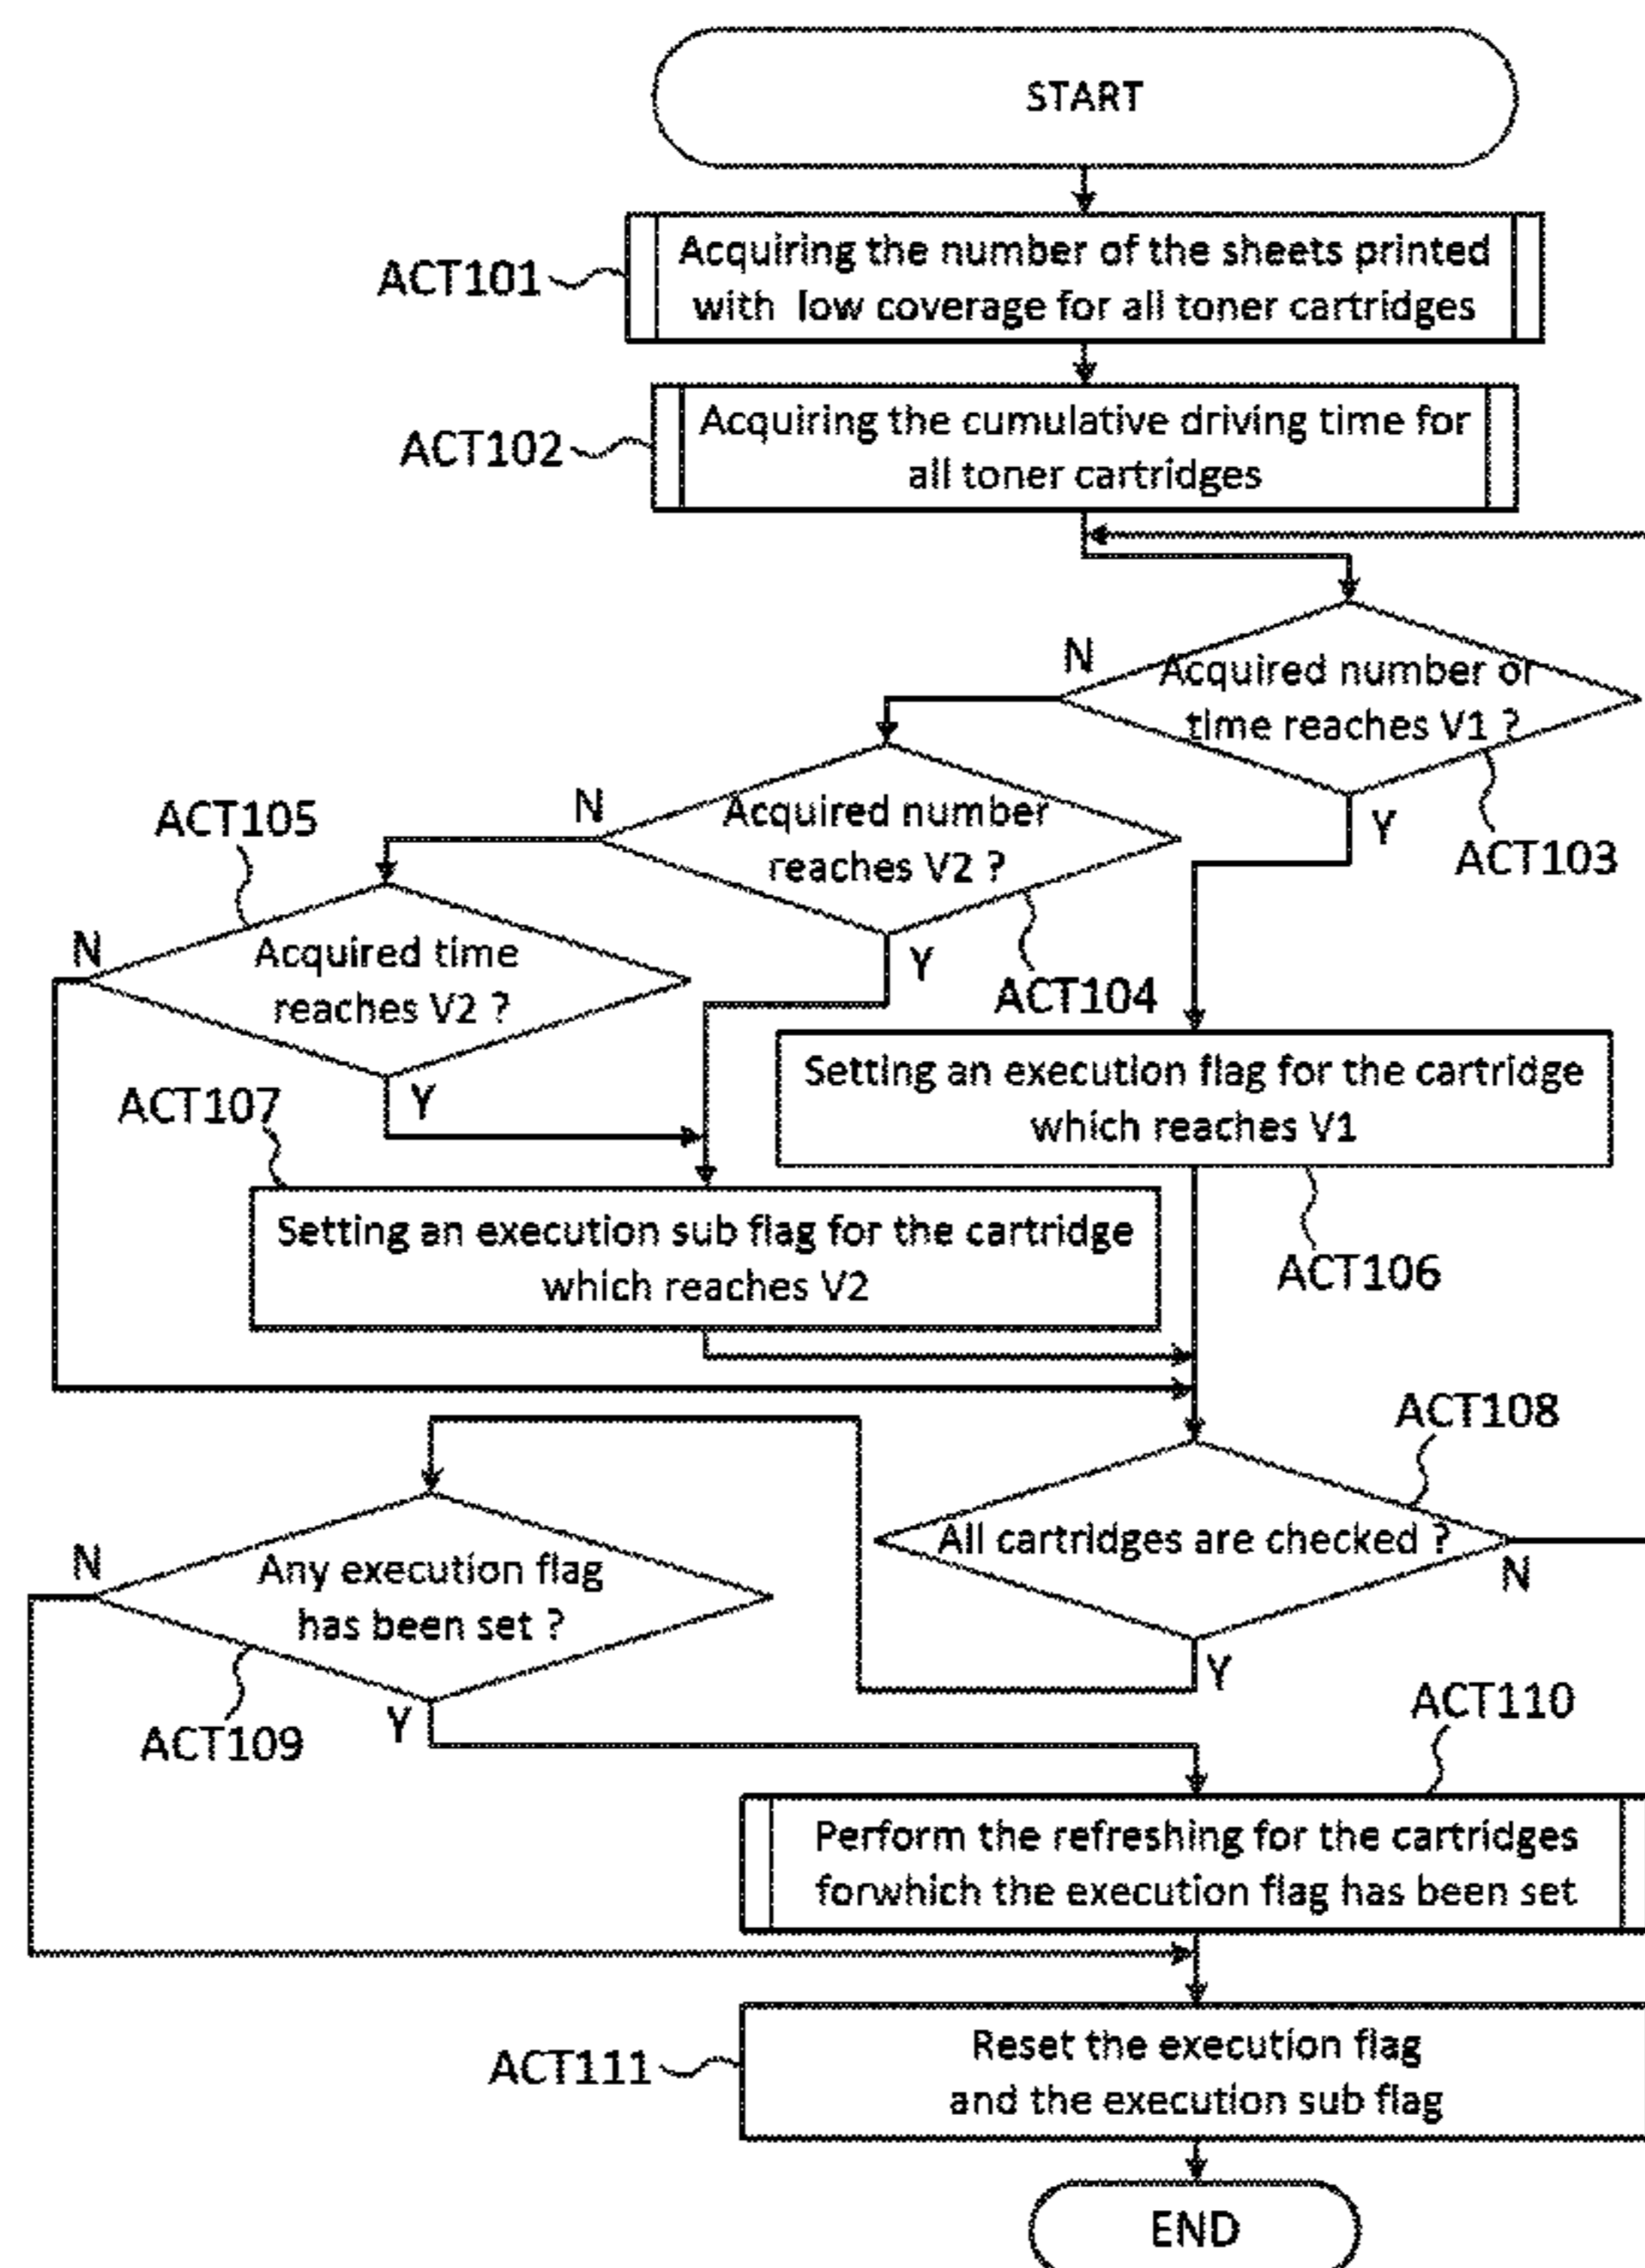 START
ACT101
Acquiring the number of the sheets printed
with low coverage for all toner cartridges
ACT102
Acquiring the cumulative driving time for
all toner cartridges
N
Acquired number or
time reaches V1 ?
Y
ACT103
N
Acquired number
reaches V2 ?
Y
ACT104
ACT105
N
Acquired time
reaches V2 ?
Y
Setting an execution flag for the cartridge
which reaches V1
ACT106
ACT107
Setting an execution sub flag for the cartridge
which reaches V2
ACT108
All cartridges are checked ?
N
Y
N
Any execution flag
has been set ?
Y
ACT109
ACT110
Perform the refreshing for the cartridges
forwhich the execution flag has been set
ACT111
Reset the execution flag
and the execution sub flag
END